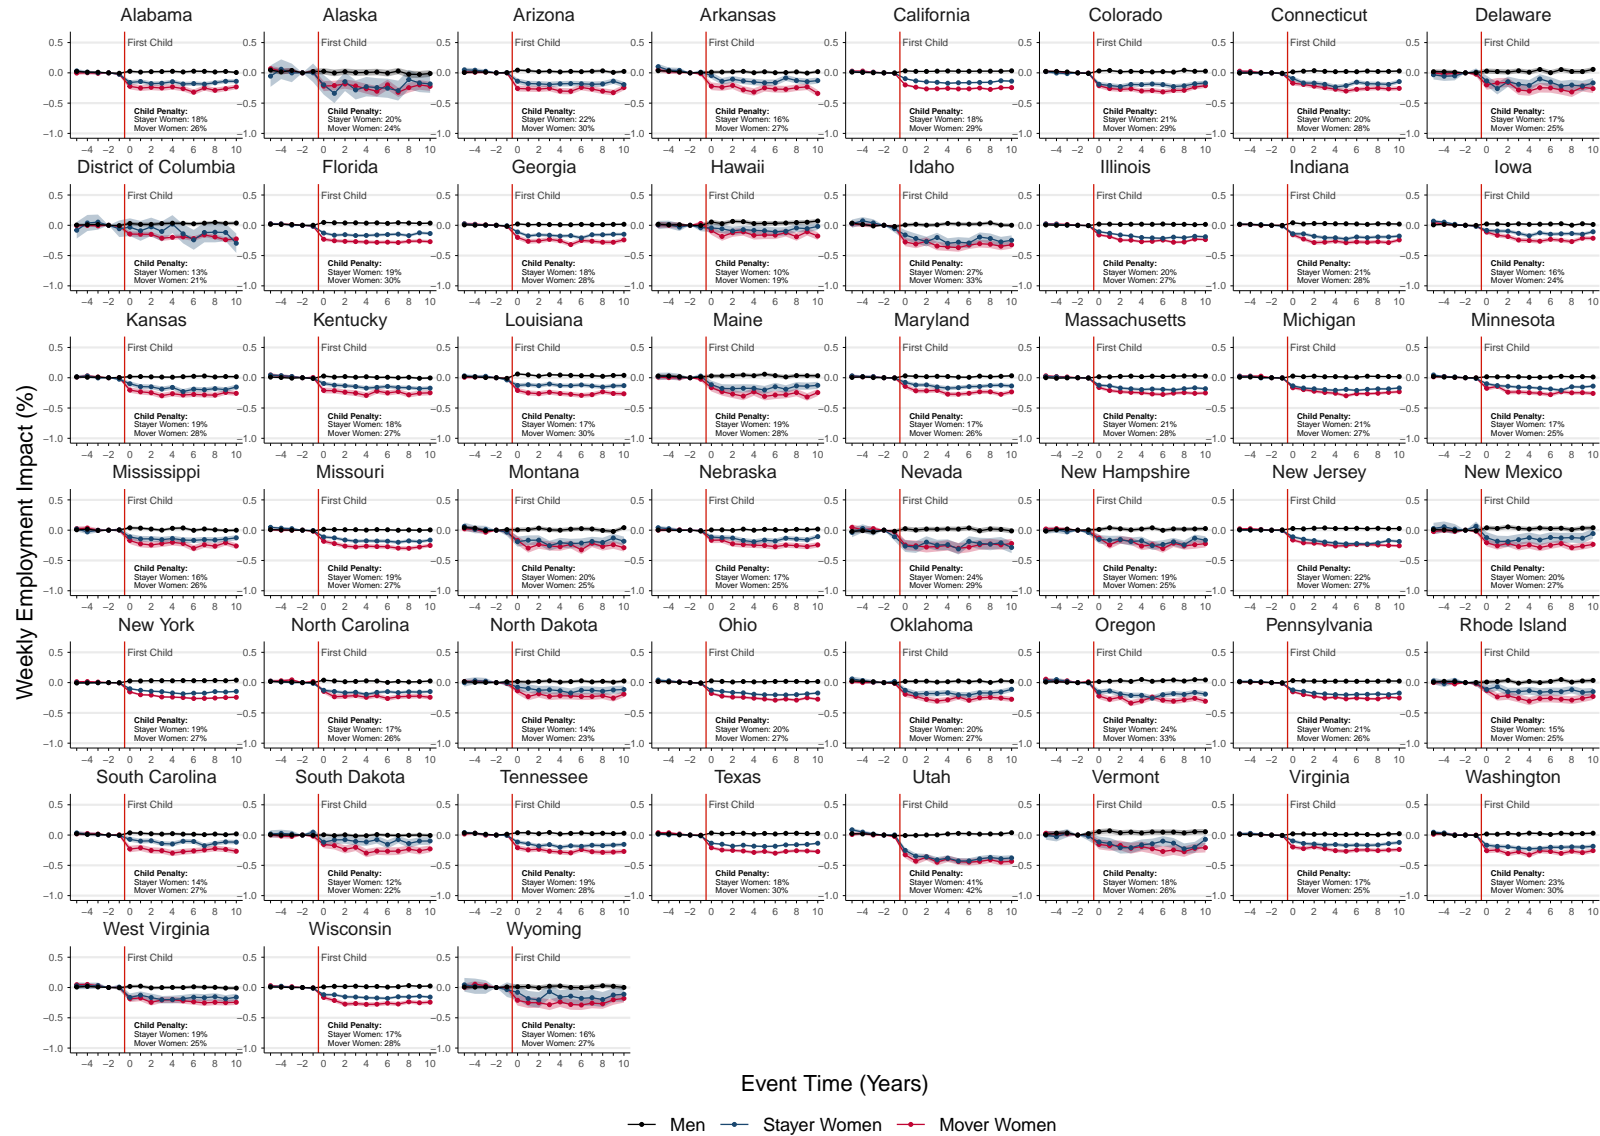 Alabama Alaska Arizona Arkansas California Colorado Connecticut Delaware
First Child First Child First Child First Child First Child First Child First Child First Child
Child Penalty: Child Penalty: Child Penalty: Child Penalty: Child Penalty: Child Penalty: Child Penalty: Child Penalty:
Stayer Women: 18% Stayer Women: 20% Stayer Women: 22% Stayer Women: 16% Stayer Women: 18% Stayer Women: 21% Stayer Women: 20% Stayer Women: 17%
Mover Women: 26% Mover Women: 24% Mover Women: 30% Mover Women: 27% Mover Women: 29% Mover Women: 29% Mover Women: 28% Mover Women: 25%
District of Columbia Florida Georgia Hawaii Idaho Illinois Indiana Iowa
First Child First Child First Child First Child First Child First Child First Child First Child
Child Penalty: Child Penalty: Child Penalty: Child Penalty: Child Penalty: Child Penalty: Child Penalty: Child Penalty:
Stayer Women: 13% Stayer Women: 19% Stayer Women: 18% Stayer Women: 10% Stayer Women: 27% Stayer Women: 20% Stayer Women: 21% Stayer Women: 16%
Mover Women: 21% Mover Women: 30% Mover Women: 28% Mover Women: 19% Mover Women: 33% Mover Women: 27% Mover Women: 28% Mover Women: 24%
Kansas Kentucky Louisiana Maine Maryland Massachusetts Michigan Minnesota
First Child First Child First Child First Child First Child First Child First Child First Child
Child Penalty: Child Penalty: Child Penalty: Child Penalty: Child Penalty: Child Penalty: Child Penalty: Child Penalty:
Stayer Women: 19% Stayer Women: 18% Stayer Women: 17% Stayer Women: 19% Stayer Women: 17% Stayer Women: 21% Stayer Women: 21% Stayer Women: 17%
Mover Women: 28% Mover Women: 27% Mover Women: 30% Mover Women: 28% Mover Women: 26% Mover Women: 28% Mover Women: 27% Mover Women: 25%
Mississippi Missouri Montana Nebraska Nevada New Hampshire New Jersey New Mexico
First Child First Child First Child First Child First Child First Child First Child First Child
Child Penalty: Child Penalty: Child Penalty: Child Penalty: Child Penalty: Child Penalty: Child Penalty: Child Penalty:
Stayer Women: 16% Stayer Women: 19% Stayer Women: 20% Stayer Women: 17% Stayer Women: 24% Stayer Women: 19% Stayer Women: 22% Stayer Women: 20%
Mover Women: 26% Mover Women: 27% Mover Women: 25% Mover Women: 25% Mover Women: 29% Mover Women: 25% Mover Women: 27% Mover Women: 27%
New York North Carolina North Dakota Ohio Oklahoma Oregon Pennsylvania Rhode Island
First Child First Child First Child First Child First Child First Child First Child First Child
Child Penalty: Child Penalty: Child Penalty: Child Penalty: Child Penalty: Child Penalty: Child Penalty: Child Penalty:
Stayer Women: 19% Stayer Women: 17% Stayer Women: 14% Stayer Women: 20% Stayer Women: 20% Stayer Women: 24% Stayer Women: 21% Stayer Women: 15%
Mover Women: 27% Mover Women: 26% Mover Women: 23% Mover Women: 27% Mover Women: 27% Mover Women: 33% Mover Women: 26% Mover Women: 25%
South Carolina South Dakota Tennessee Texas Utah Vermont Virginia Washington
First Child First Child First Child First Child First Child First Child First Child First Child
Child Penalty: Child Penalty: Child Penalty: Child Penalty: Child Penalty: Child Penalty: Child Penalty: Child Penalty:
Stayer Women: 14% Stayer Women: 12% Stayer Women: 19% Stayer Women: 18% Stayer Women: 41% Stayer Women: 18% Stayer Women: 17% Stayer Women: 23%
Mover Women: 27% Mover Women: 22% Mover Women: 28% Mover Women: 30% Mover Women: 42% Mover Women: 26% Mover Women: 25% Mover Women: 30%
West Virginia Wisconsin Wyoming
First Child First Child First Child
Child Penalty: Child Penalty: Child Penalty:
Stayer Women: 19% Stayer Women: 17% Stayer Women: 16%
Mover Women: 25% Mover Women: 28% Mover Women: 27%
Weekly Employment Impact (%)
Event Time (Years)
Men Stayer Women Mover Women